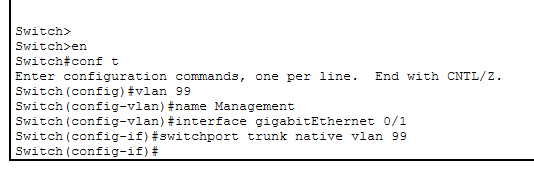 Switch>
Switch>en
Switch#conf t
Enter configuration commands, one per line.  End with CNTL/Z.
Switch(config)#vlan 99
Switch(config-vlan)#name Management
Switch(config-vlan)#interface gigabitEthernet 0/1
Switch(config-if)#switchport trunk native vlan 99
Switch(config-if)#